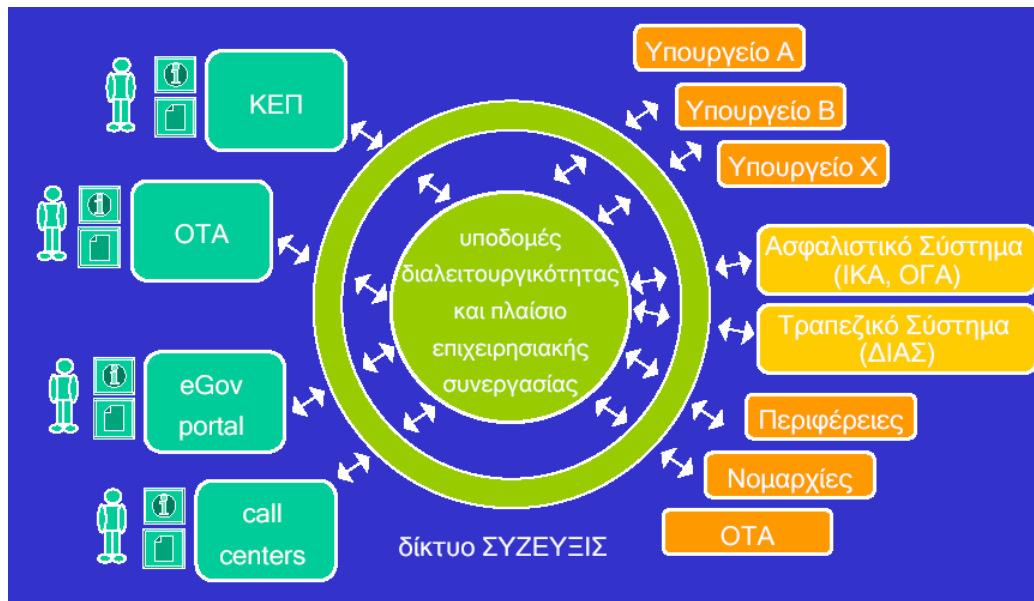 ΚΕΠ
ΟΤΑ
eGov
portal
call
centers
υποδομές
διαλειτουργικότητας
και πλαίσιο
επιχειρησιακής
συνεργασίας
δίκτυο ΣΥΖΕΥΞΙΣ
Υπουργείο Α
Υπουργείο Β
Υπουργείο Χ
Ασφαλιστικό Σύστημα
(ΙΚΑ, ΟΓΑ)
Τραπεζικό Σύστημα
(ΔΙΑΣ)
Περιφέρειες
Νομαρχίες
ΟΤΑ